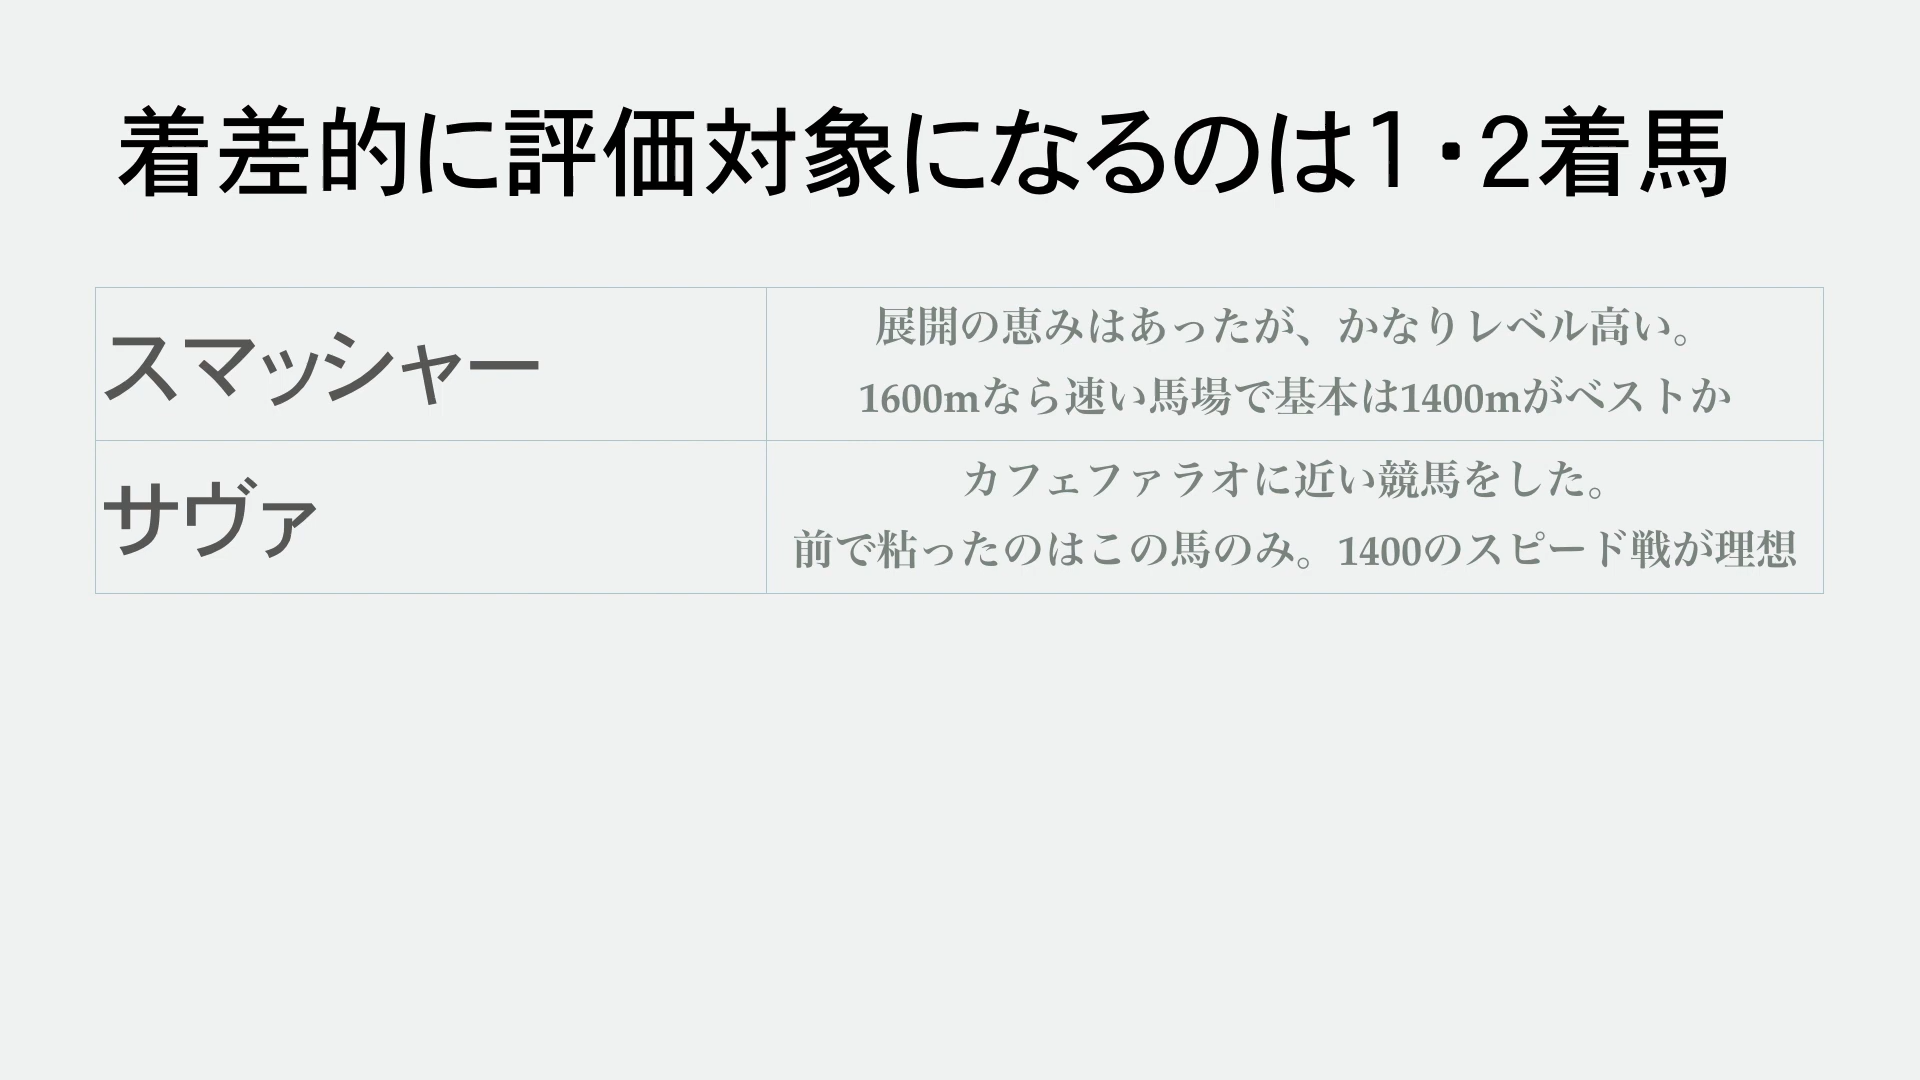 着差的に評価対象になるのは1・2着馬
スマッシャー
展開の恵みはあったが、かなりレベル高い。
1600mなら速い馬場で基本は1400mがベストか
サヴァ
カフェファラオに近い競馬をした。
前で粘ったのはこの馬のみ。1400のスピード戦が理想